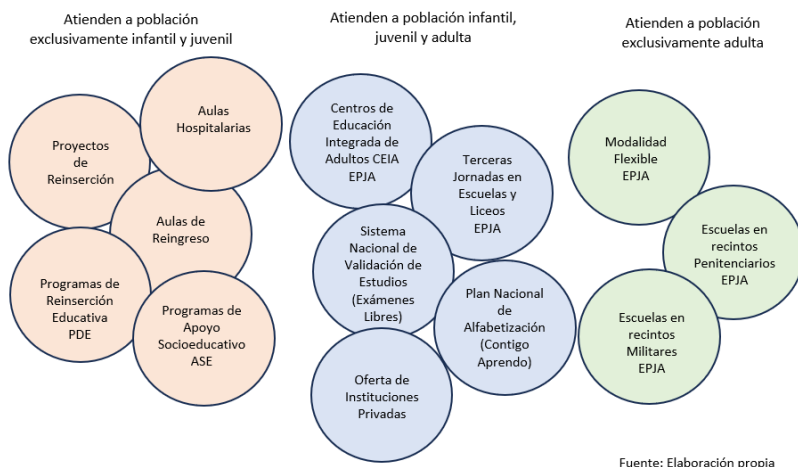 Atienden a población
exclusivamente infantil y juvenil
Aulas
Hospitalarias
Proyectos
de
Reinserción
Aulas de
Reingreso
Programas de
Reinserción
Educativa
PDE
Programas de
Apoyo
Socioeducativo
ASE
Atienden a población infantil,
juvenil y adulta
Centros de
Educación
Integrada de
Adultos CEIA
EPJA
Terceras
Jornadas en
Escuelas y
Liceos
EPJA
Sistema
Nacional de
Validación de
Estudios
(Exámenes
Libres)
Plan Nacional
de
Alfabetización
(Contigo
Aprendo)
Oferta de
Instituciones
Privadas
Atienden a población
exclusivamente adulta
Modalidad
Flexible
EPJA
Escuelas en
recintos
Penitenciarios
EPJA
Escuelas en
recintos
Militares
EPJA
Fuente: Elaboración propia